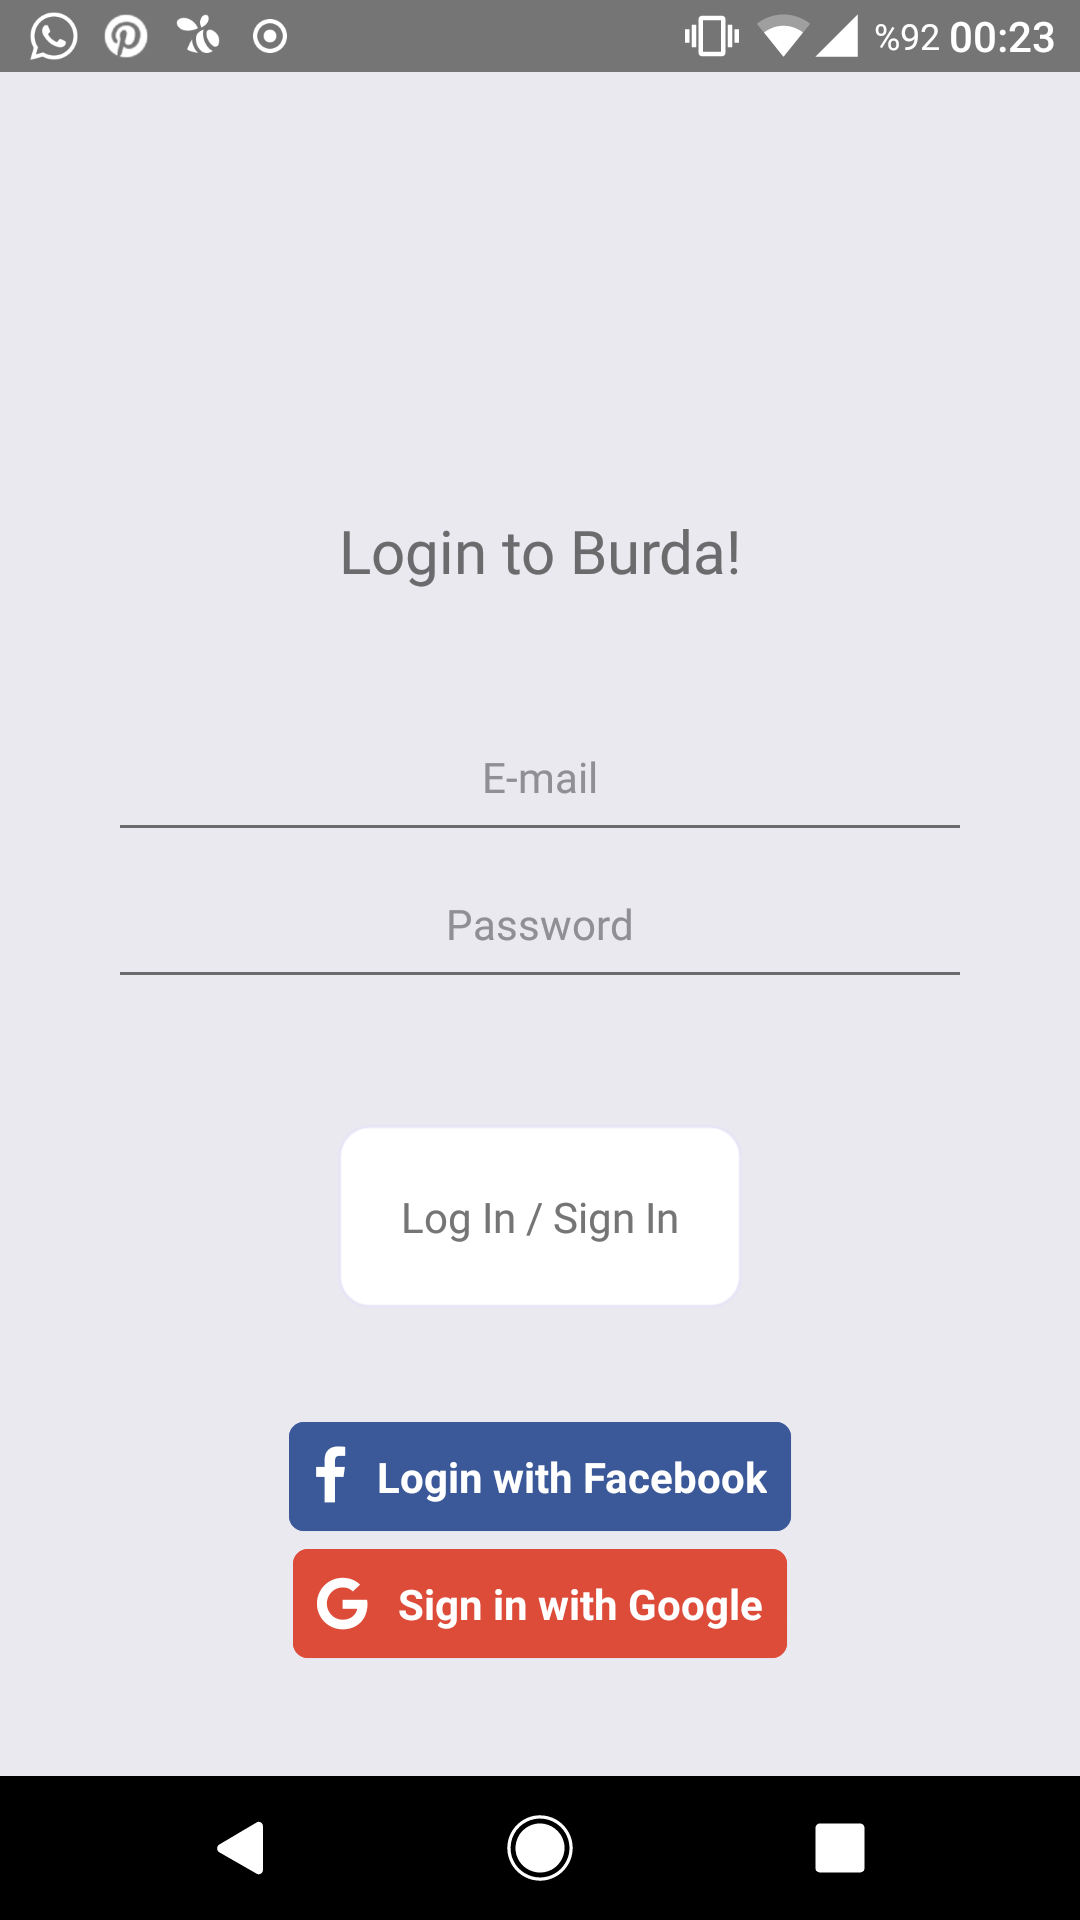 %92 00:23
Login to Burda!
E-mail
Password
Log In / Sign In
Login with Facebook
Sign in with Google